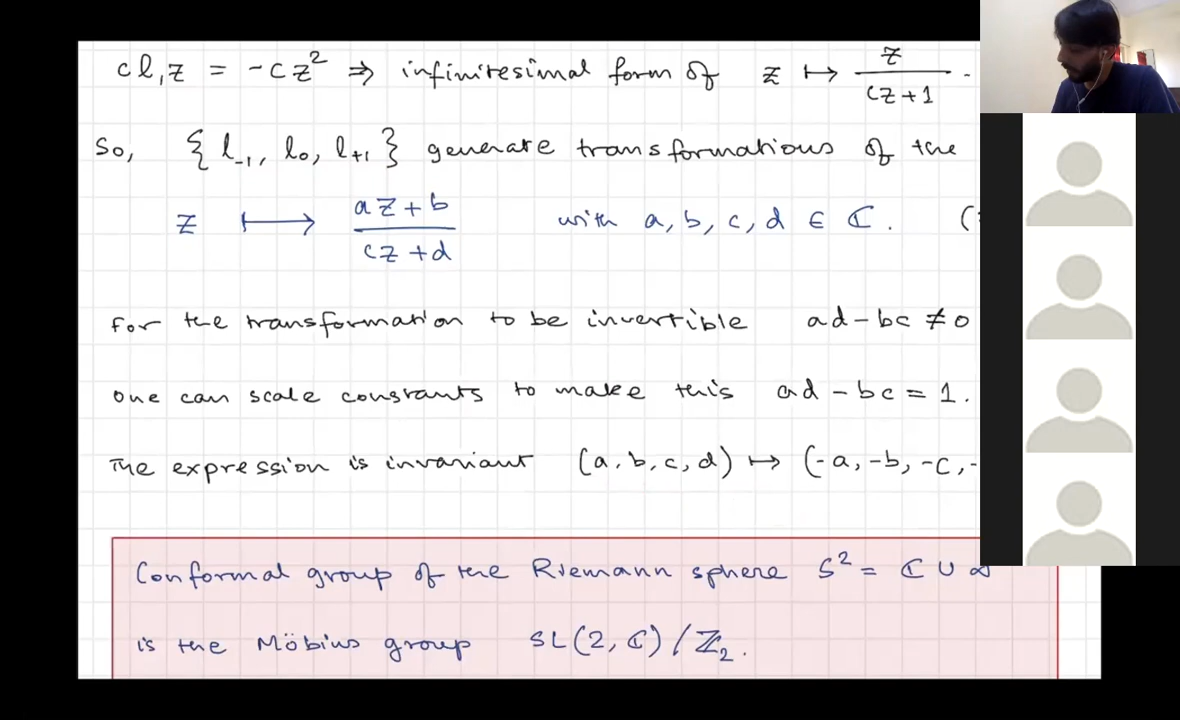 cl₁z = -cz² ⇒ infinitesimal form of z ↦ z/(cz+1) .
So, { l₋₁, l₀, l₊₁ } generate transformations of the
z ⟼ (az+b)/(cz+d) with a, b, c, d ∈ ℂ. (
For the transformation to be invertible ad-bc ≠ 0
one can scale constants to make this ad-bc = 1.
The expression is invariant (a, b, c, d) ↦ (-a, -b, -c, -
Conformal group of the Riemann sphere S² = ℂ ∪ ∞
is the Möbius group SL(2, ℂ)/ℤ₂.